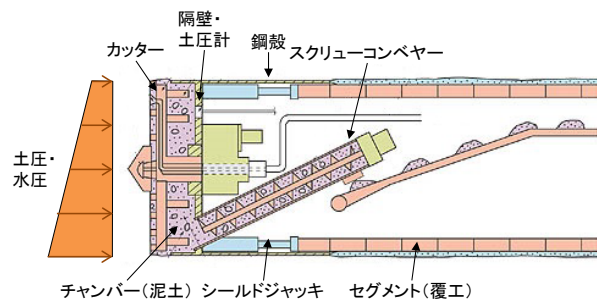 隔壁・
土圧計
カッター
鋼殻
スクリューコンベヤー
土圧・
水圧
チャンバー(泥土)
シールドジャッキ
セグメント(覆工)